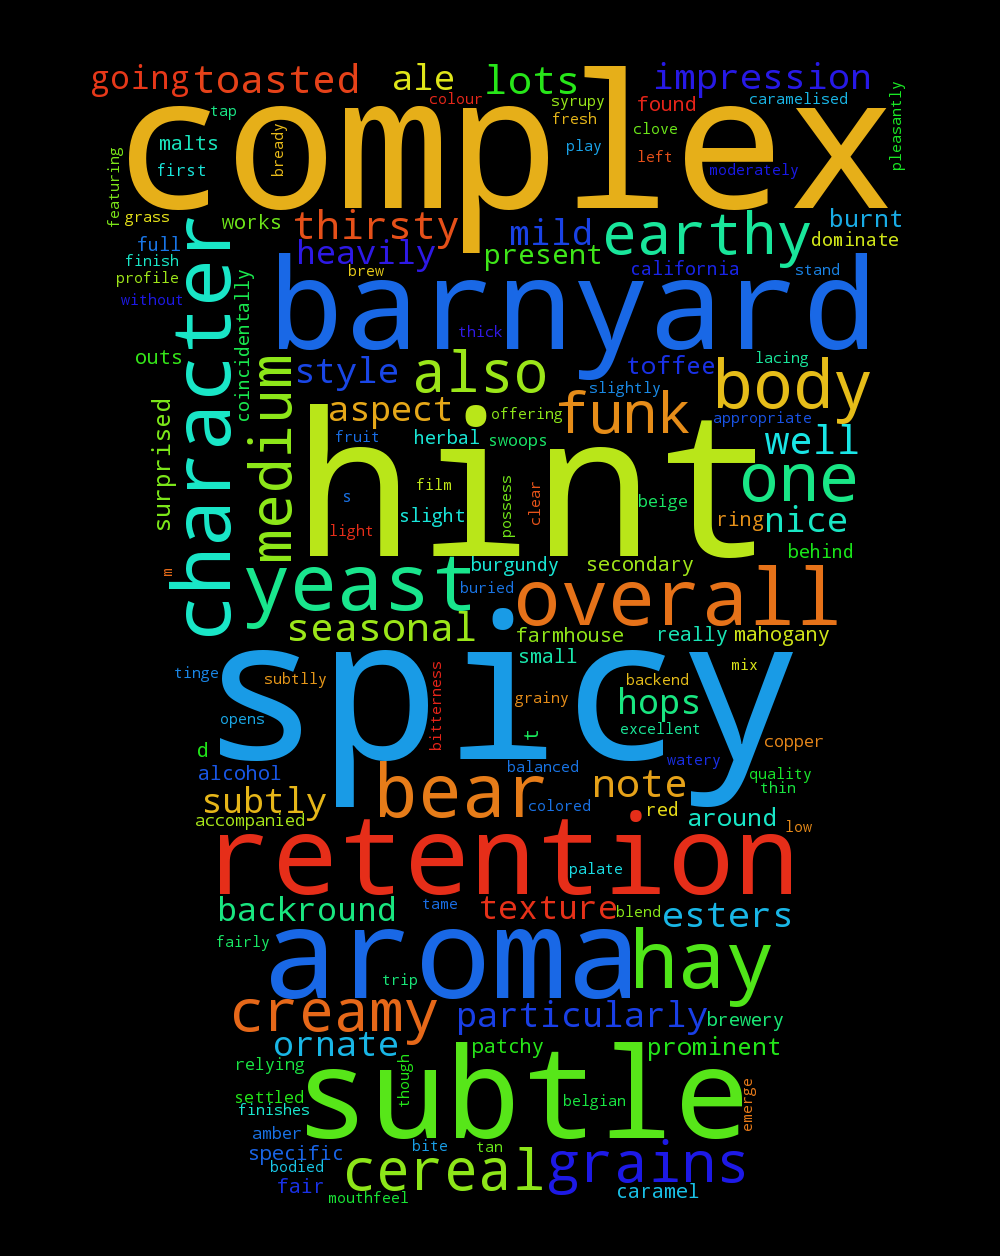 going toasted ale lots impression
colour syrupy found caramelised
tap fresh clove pleasantly
complex
malts bready play left moderately
first featuring
grass works thirsty mild earthy burnt
full heavily present dominate
finish brew california stand
profile barnyard
without coincidentally thick
character
outs style also toffee lacing
medium slightly body
aspect offering funk appropriate
surprised fruit herbal swoops well
hint
s film possess clear beige one
light slight ring nice
behind
m yeast burgundy secondary
buried overall
seasonal farmhouse really mahogany
small mix
tinge subtlly bitterness backend
spicy
opens grainy hops
d t excellent copper
alcohol balanced watery quality
subtly bear note thin
accompanied colored red around low
retention
palate
backround tame texture blend esters
fairly aroma hay
trip
creamy particularly brewery
ornate patchy prominent
relying though
subtle
settled belgian emerge
finishes
amber bite tan
specific cereal grains
bodied
fair mouthfeel caramel